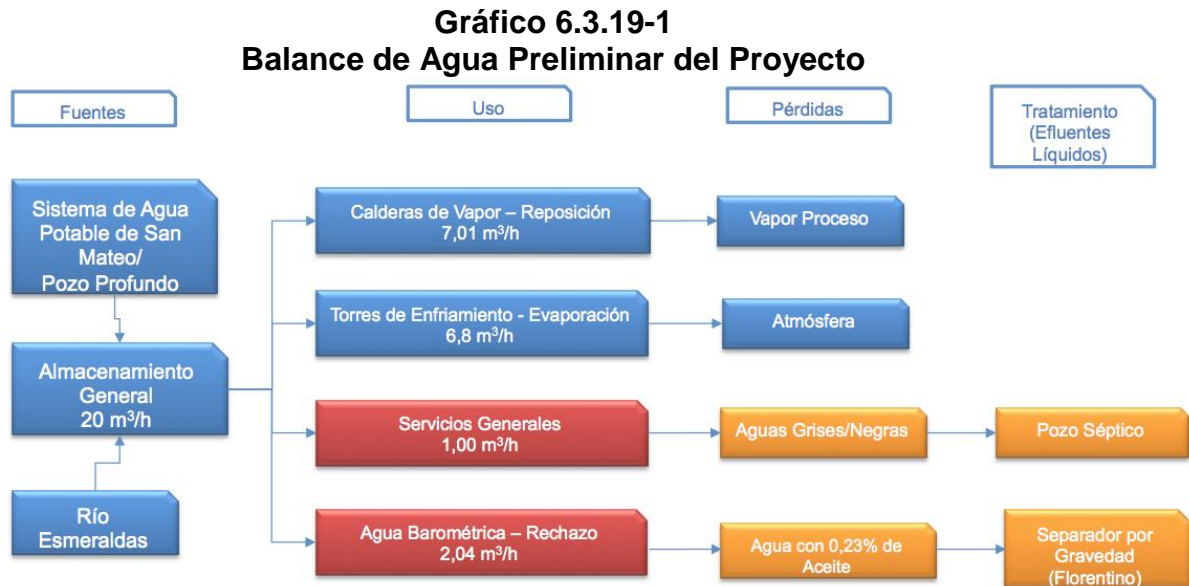 Gráfico 6.3.19-1
Balance de Agua Preliminar del Proyecto
Fuentes
Uso
Pérdidas
Tratamiento
(Efluentes
Líquidos)
Sistema de Agua
Potable de San
Mateo/
Pozo Profundo
Calderas de Vapor – Reposición
7,01 m³/h
Vapor Proceso
Torres de Enfriamiento - Evaporación
6,8 m³/h
Atmósfera
Almacenamiento
General
20 m³/h
Servicios Generales
1,00 m³/h
Aguas Grises/Negras
Pozo Séptico
Río
Esmeraldas
Agua Barométrica – Rechazo
2,04 m³/h
Agua con 0,23% de
Aceite
Separador por
Gravedad
(Florentino)